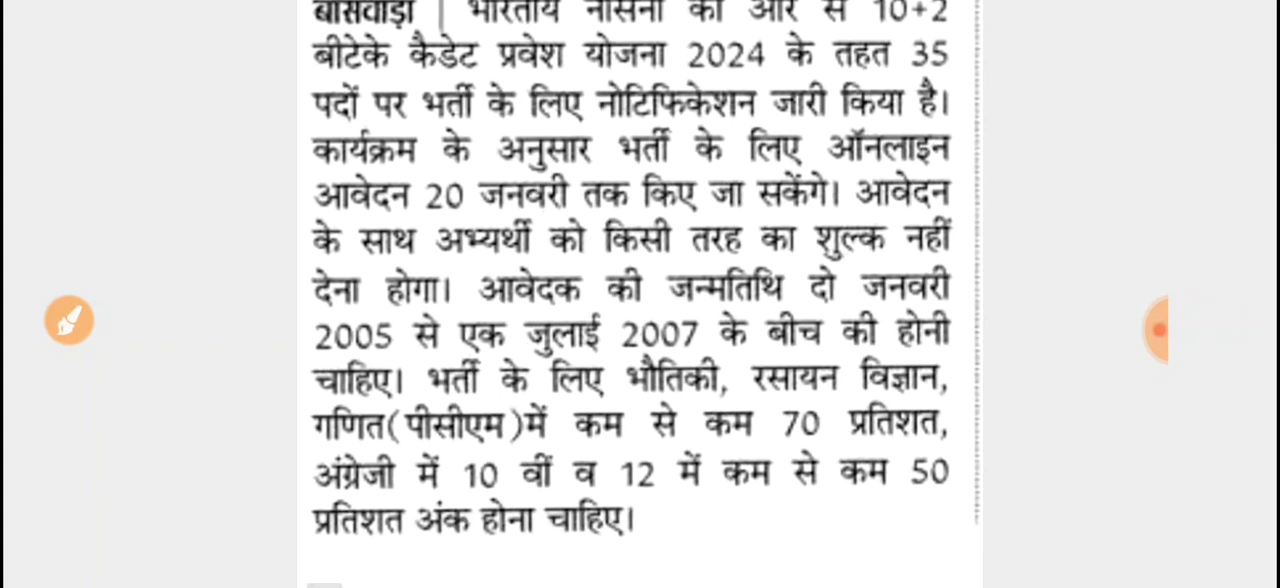 बांसवाड़ा | भारतीय नौसेना की ओर से 10+2
बीटेके कैडेट प्रवेश योजना 2024 के तहत 35
पदों पर भर्ती के लिए नोटिफिकेशन जारी किया है।
कार्यक्रम के अनुसार भर्ती के लिए ऑनलाइन
आवेदन 20 जनवरी तक किए जा सकेंगे। आवेदन
के साथ अभ्यर्थी को किसी तरह का शुल्क नहीं
देना होगा। आवेदक की जन्मतिथि दो जनवरी
2005 से एक जुलाई 2007 के बीच की होनी
चाहिए। भर्ती के लिए भौतिकी, रसायन विज्ञान,
गणित(पीसीएम)में कम से कम 70 प्रतिशत,
अंग्रेजी में 10 वीं व 12 में कम से कम 50
प्रतिशत अंक होना चाहिए।